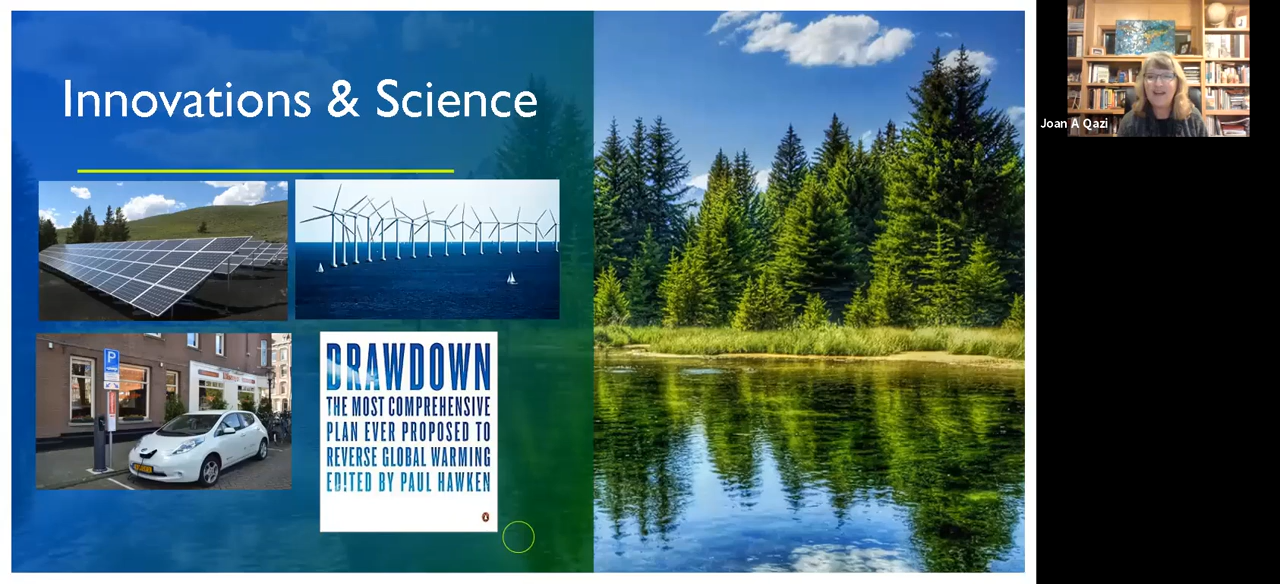 Innovations & Science
P
DRAWDOWN
THE MOST COMPREHENSIVE
PLAN EVER PROPOSED TO
REVERSE GLOBAL WARMING
EDITED BY PAUL HAWKEN
Joan A Qazi